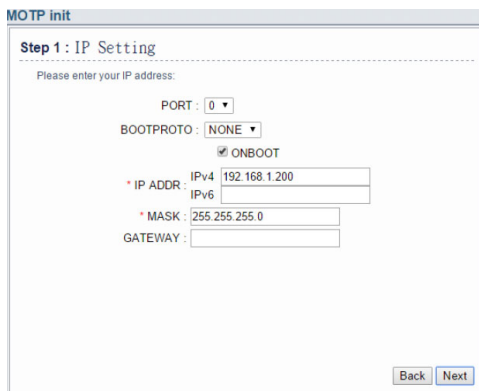 MOTP init
Step 1 : IP Setting
Please enter your IP address:
PORT : 0
BOOTPROTO : NONE
ONBOOT
* IP ADDR : IPv4 192.168.1.200
IPv6
* MASK : 255.255.255.0
GATEWAY :
Back Next